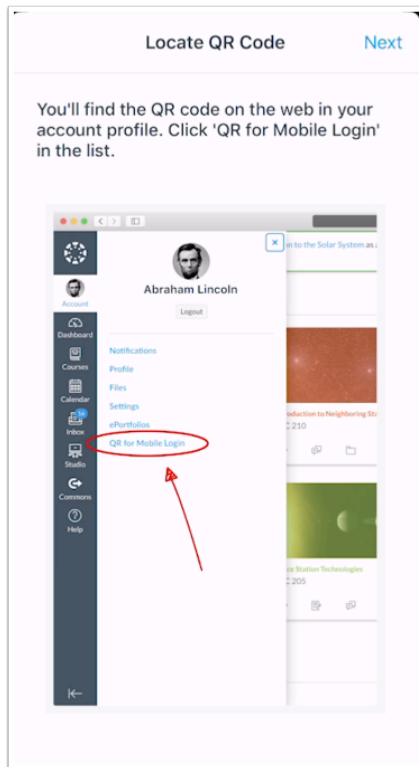 Locate QR Code
Next
You'll find the QR code on the web in your
account profile. Click 'QR for Mobile Login'
in the list.
Abraham Lincoln
Logout
Account
Dashboard
Courses
Calendar
Inbox
Studio
Commons
Help
Notifications
Profile
Files
Settings
ePortfolios
QR for Mobile Login
n to the Solar System as
oduction to Neighboring Sta
C 210
ce Station Technologies
C 205